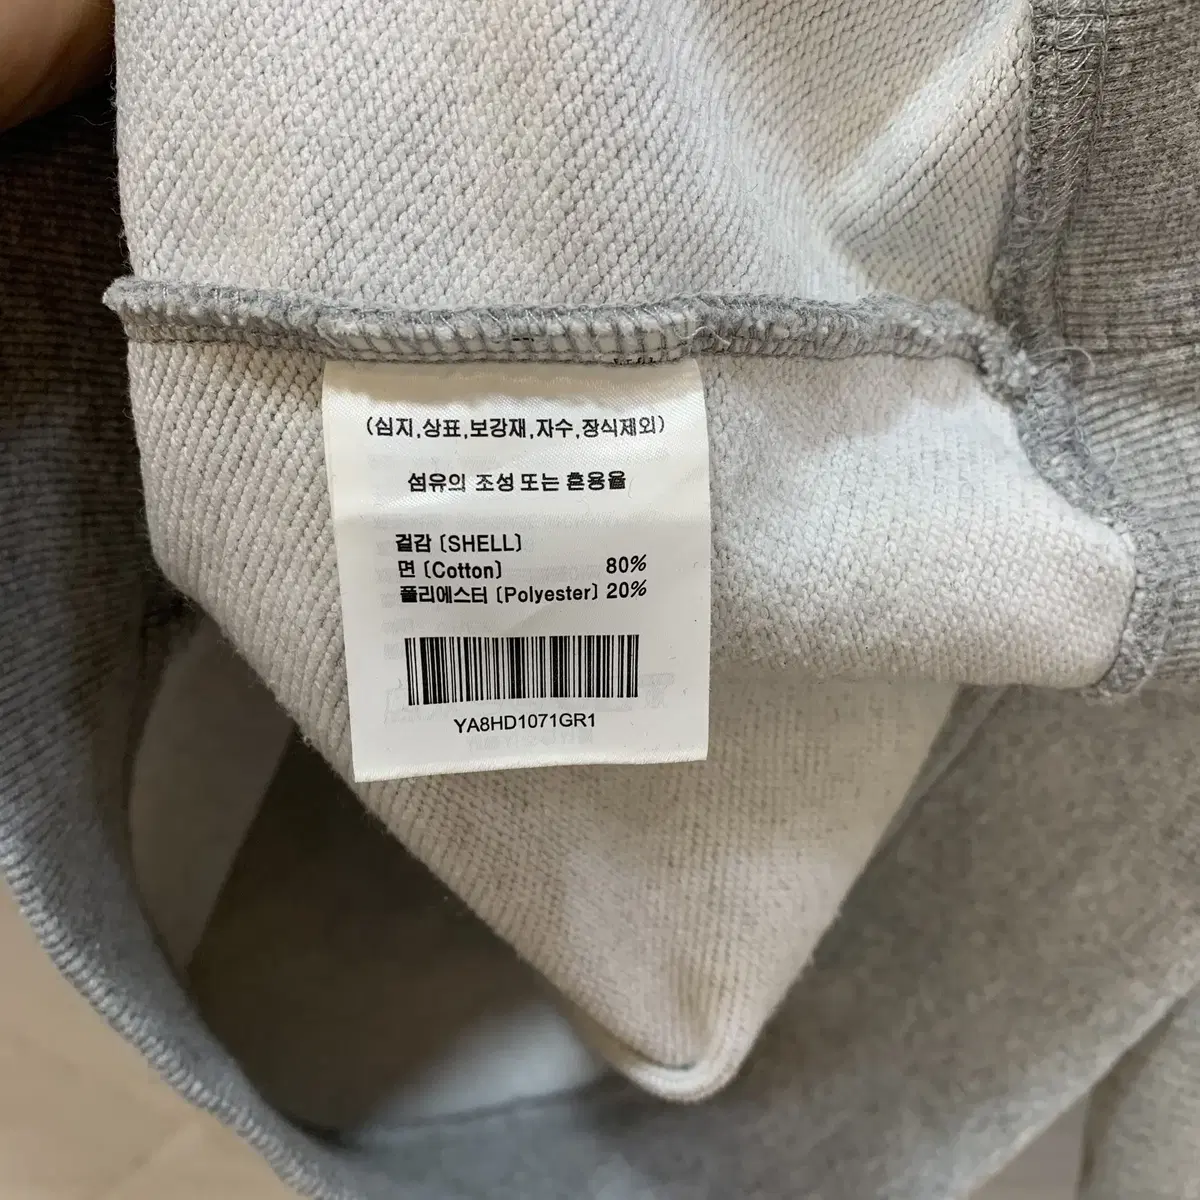 (심지,상표,보강재,자수,장식제외)
섬유의 조성 또는 혼용율
겉감 (SHELL)
면 (Cotton) 80%
폴리에스터 (Polyester) 20%
YA8HD1071GR1